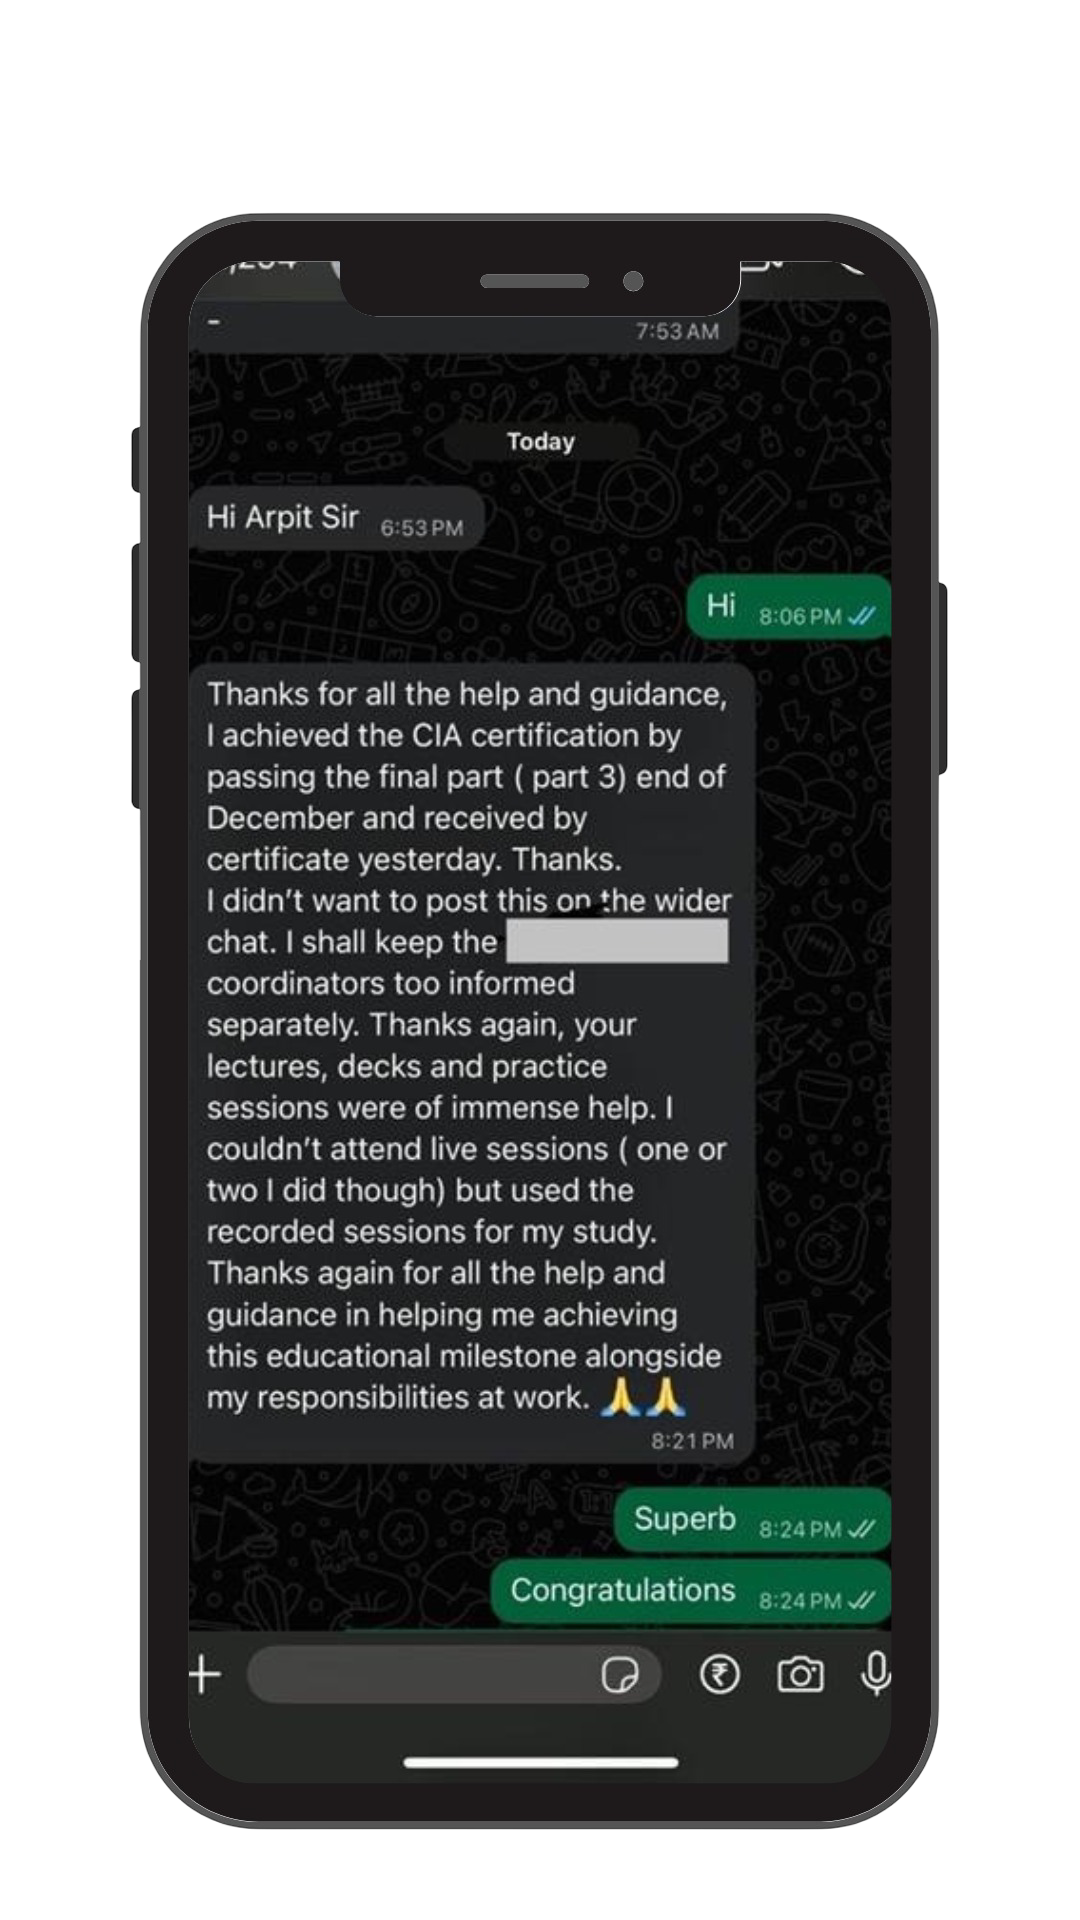 7:53 AM
Today
Hi Arpit Sir 6:53 PM
Hi 8:06 PM
Thanks for all the help and guidance,
I achieved the CIA certification by
passing the final part ( part 3) end of
December and received by
certificate yesterday. Thanks.
I didn't want to post this on the wider
chat. I shall keep the
coordinators too informed
separately. Thanks again, your
lectures, decks and practice
sessions were of immense help. I
couldn't attend live sessions ( one or
two I did though) but used the
recorded sessions for my study.
Thanks again for all the help and
guidance in helping me achieving
this educational milestone alongside
my responsibilities at work. 🙏🙏
8:21 PM
Superb 8:24 PM
Congratulations 8:24 PM